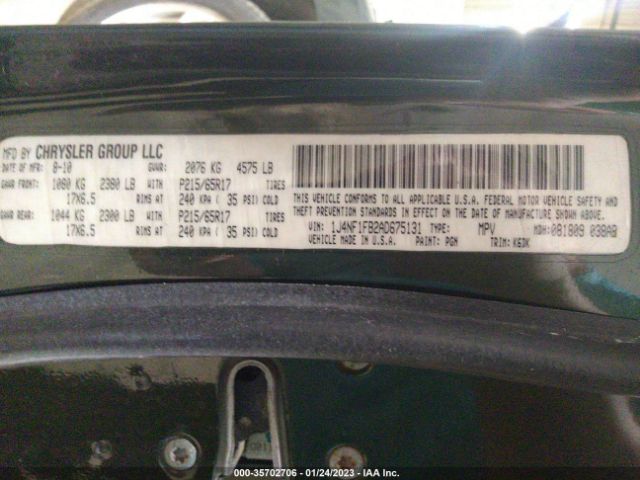 MFD BY CHRYSLER GROUP LLC
DATE OF MFR: 8-10 GVWR: 2076 KG 4575 LB
GAWR FRONT: 1080 KG 2380 LB WITH P215/65R17 TIRES
17X6.5 RIMS AT 240 KPA ( 35 PSI) COLD
GAWR REAR: 1044 KG 2300 LB WITH P215/65R17 TIRES
17X6.5 RIMS AT 240 KPA ( 35 PSI) COLD
THIS VEHICLE CONFORMS TO ALL APPLICABLE U.S.A. FEDERAL MOTOR VEHICLE SAFETY AND
THEFT PREVENTION STANDARDS IN EFFECT ON THE DATE OF MANUFACTURE SHOWN ABOVE.
VIN: 1J4NF1FB2AD675131 TYPE: MPV MDH: 081809 038AB
VEHICLE MADE IN U.S.A. PAINT: PGN TRIM: K6DK
000-35702706 - 01/24/2023 - IAA Inc.